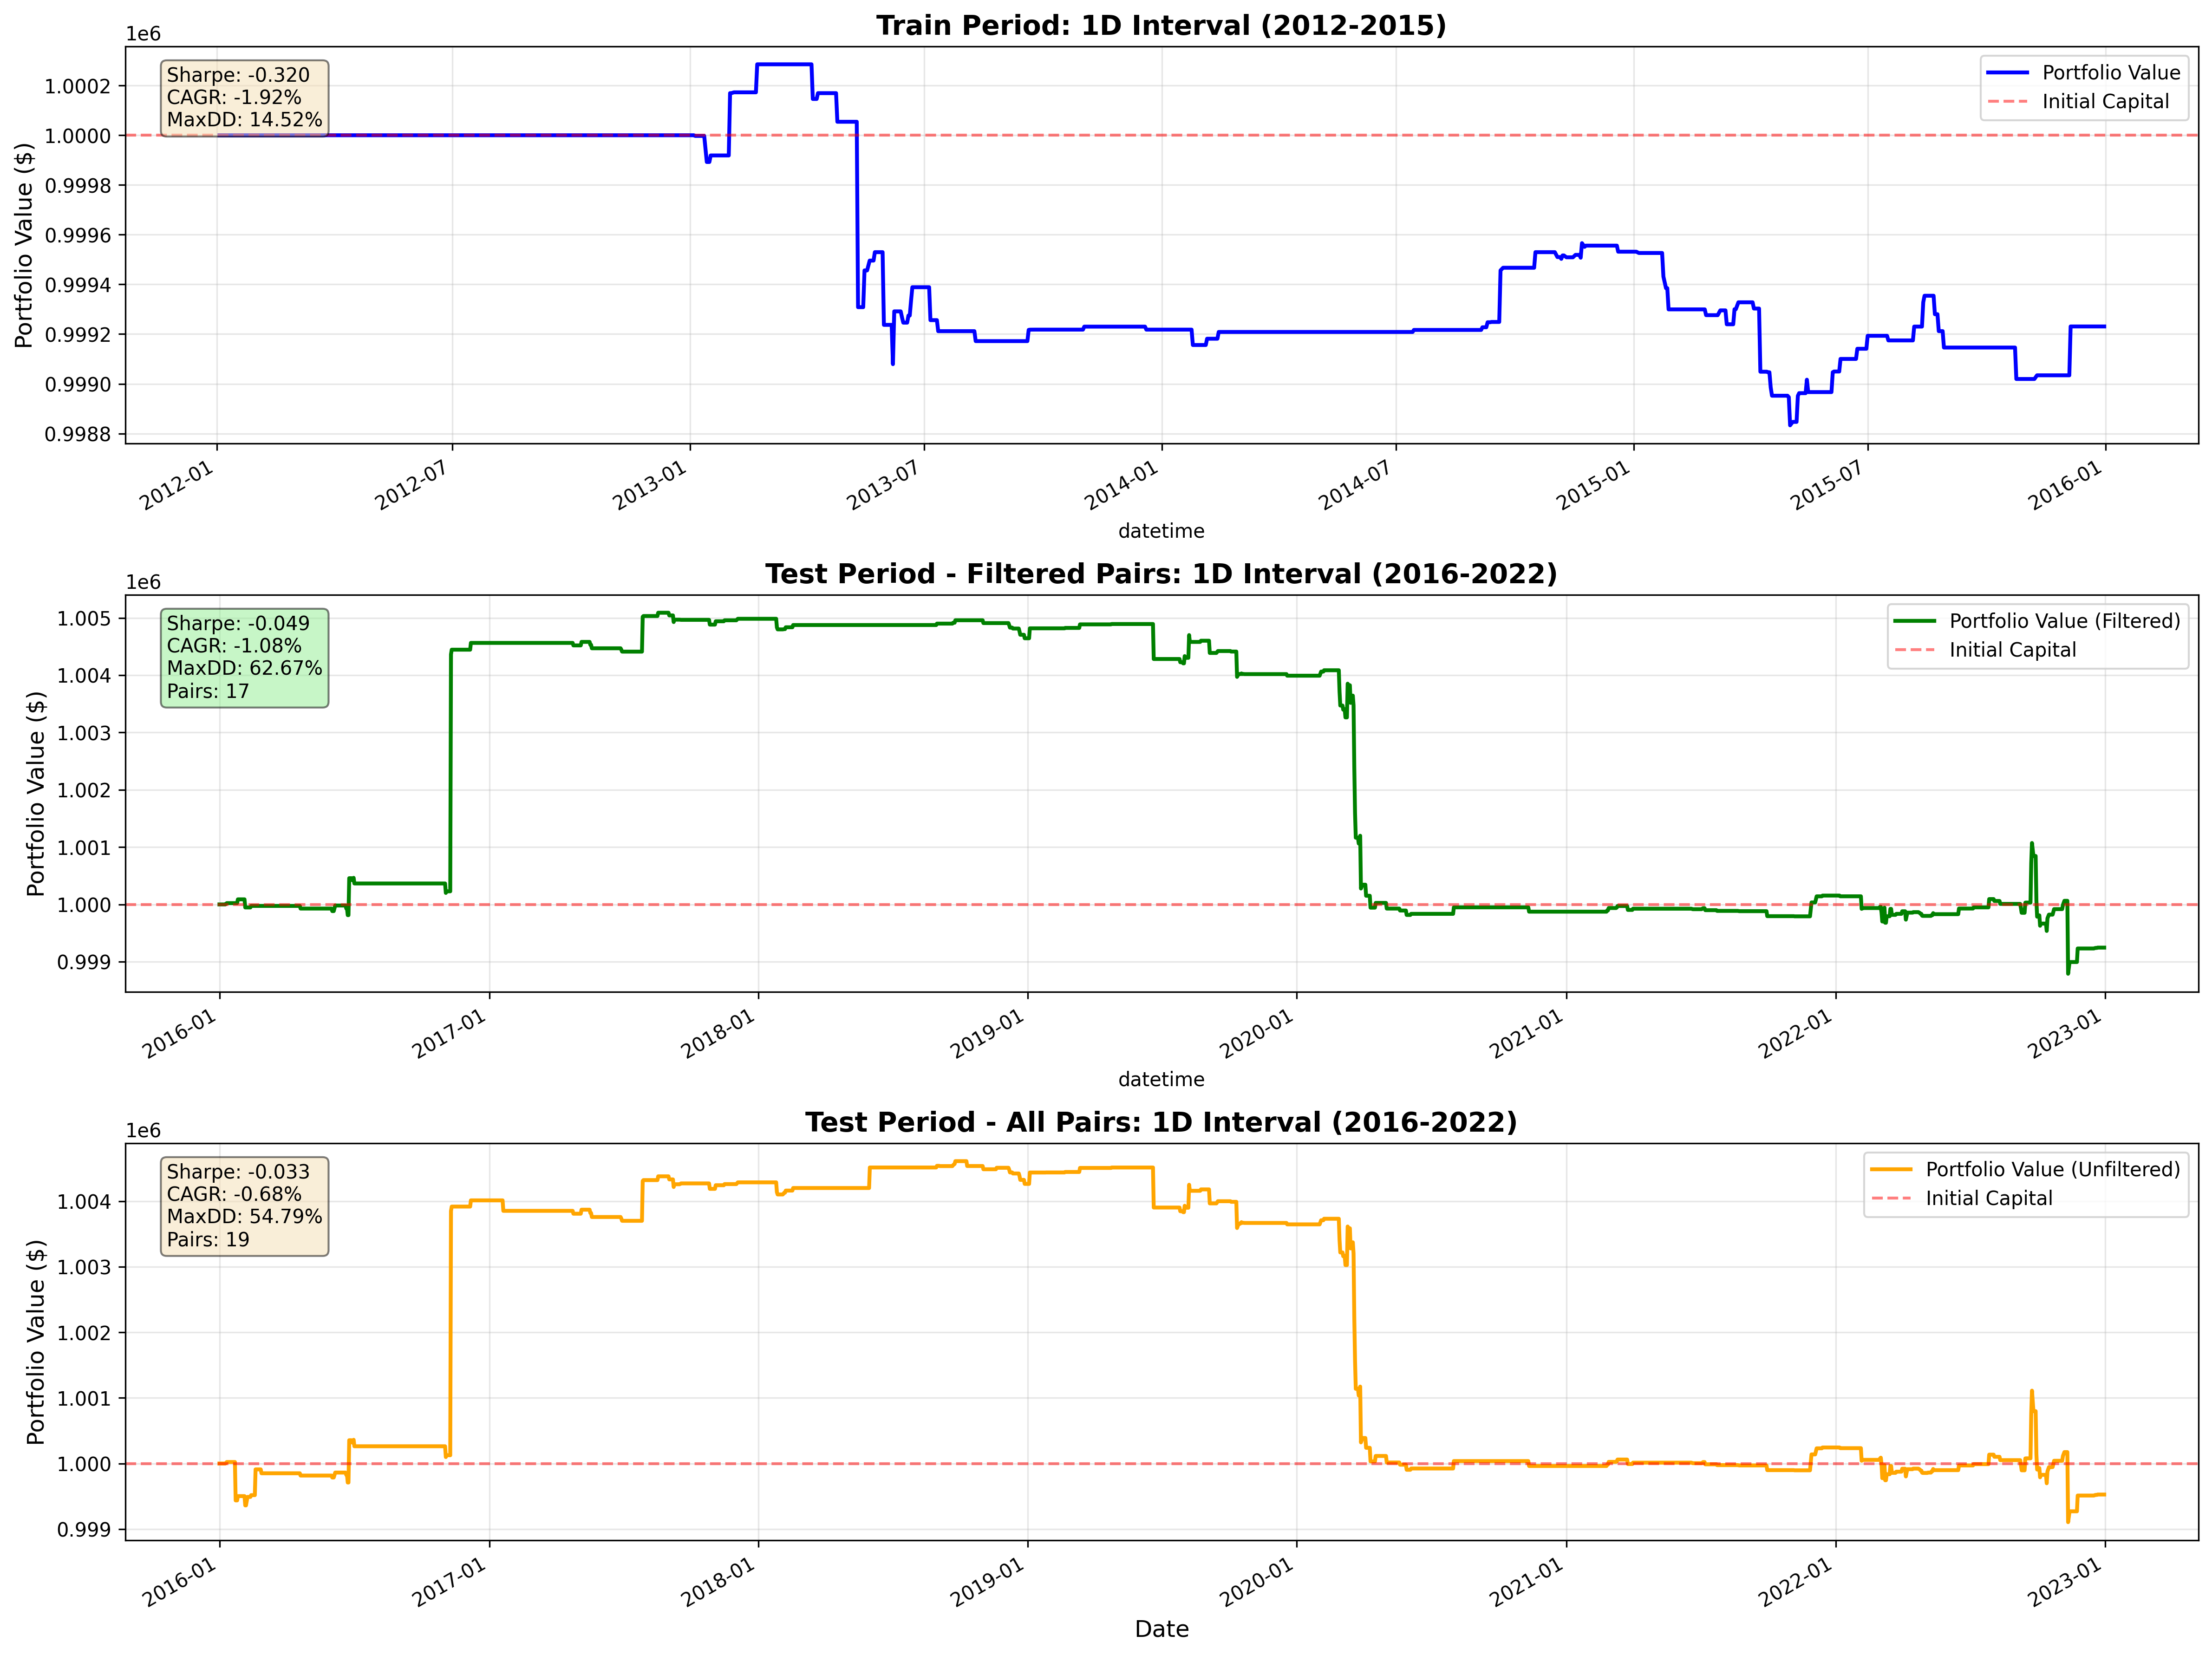 Train Period: 1D Interval (2012-2015)
1e6
Sharpe: -0.320
CAGR: -1.92%
MaxDD: 14.52%
Portfolio Value
Initial Capital
Portfolio Value ($)
1.0002
1.0000
0.9998
0.9996
0.9994
0.9992
0.9990
0.9988
2012-01
2012-07
2013-01
2013-07
2014-01
2014-07
2015-01
2015-07
2016-01
datetime
Test Period - Filtered Pairs: 1D Interval (2016-2022)
1e6
Sharpe: -0.049
CAGR: -1.08%
MaxDD: 62.67%
Pairs: 17
Portfolio Value (Filtered)
Initial Capital
Portfolio Value ($)
1.005
1.004
1.003
1.002
1.001
1.000
0.999
2016-01
2017-01
2018-01
2019-01
2020-01
2021-01
2022-01
2023-01
datetime
Test Period - All Pairs: 1D Interval (2016-2022)
1e6
Sharpe: -0.033
CAGR: -0.68%
MaxDD: 54.79%
Pairs: 19
Portfolio Value (Unfiltered)
Initial Capital
Portfolio Value ($)
1.004
1.003
1.002
1.001
1.000
0.999
2016-01
2017-01
2018-01
2019-01
2020-01
2021-01
2022-01
2023-01
Date